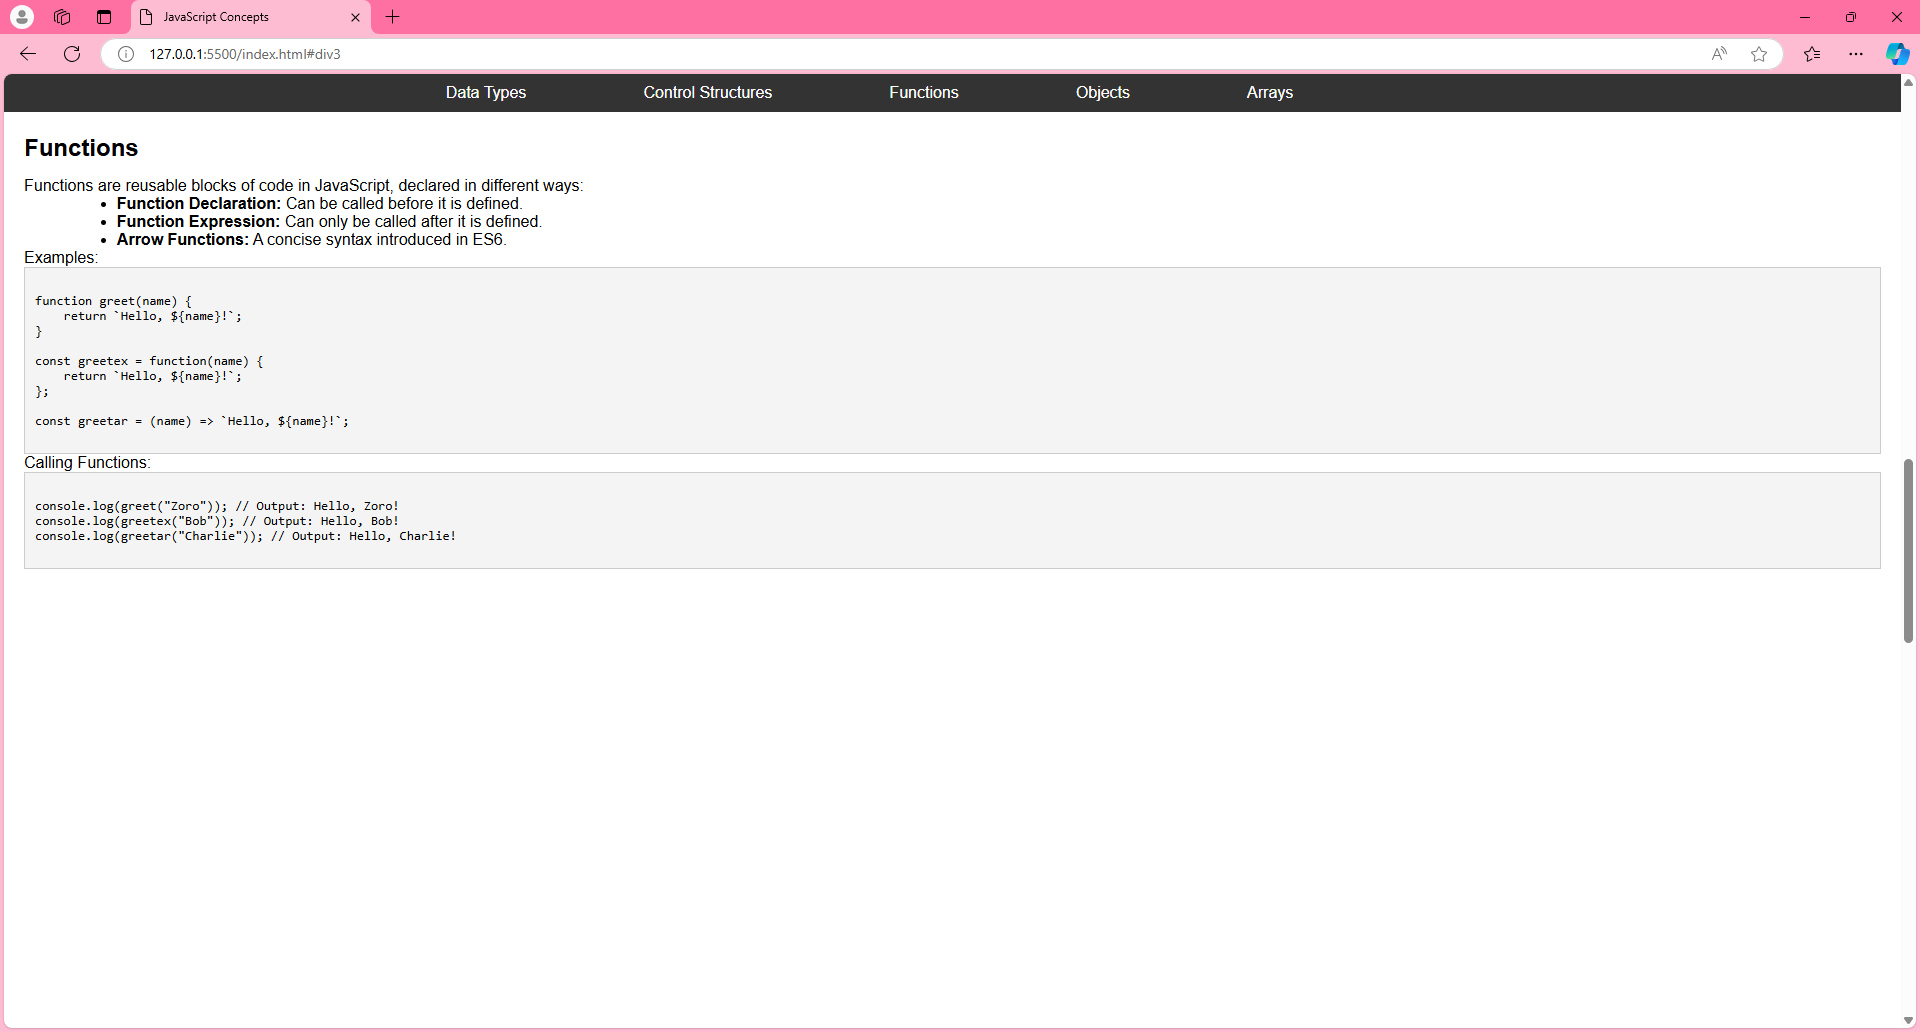 JavaScript Concepts
127.0.0.1:5500/index.html#div3
Data Types Control Structures Functions Objects Arrays
Functions
Functions are reusable blocks of code in JavaScript, declared in different ways:
• Function Declaration: Can be called before it is defined.
• Function Expression: Can only be called after it is defined.
• Arrow Functions: A concise syntax introduced in ES6.
Examples:
function greet(name) {
    return `Hello, ${name}!`;
}
const greetex = function(name) {
    return `Hello, ${name}!`;
};
const greetar = (name) => `Hello, ${name}!`;
Calling Functions:
console.log(greet("Zoro")); // Output: Hello, Zoro!
console.log(greetex("Bob")); // Output: Hello, Bob!
console.log(greetar("Charlie")); // Output: Hello, Charlie!